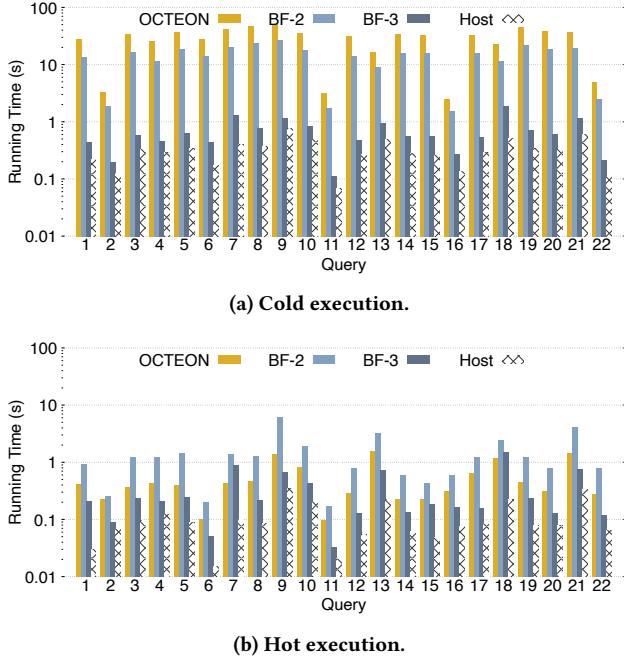 OCTEON BF-2 BF-3 Host
100
10
1
0.1
0.01
Running Time (s)
1 2 3 4 5 6 7 8 9 10 11 12 13 14 15 16 17 18 19 20 21 22
Query
(a) Cold execution.
OCTEON BF-2 BF-3 Host
100
10
1
0.1
0.01
Running Time (s)
1 2 3 4 5 6 7 8 9 10 11 12 13 14 15 16 17 18 19 20 21 22
Query
(b) Hot execution.